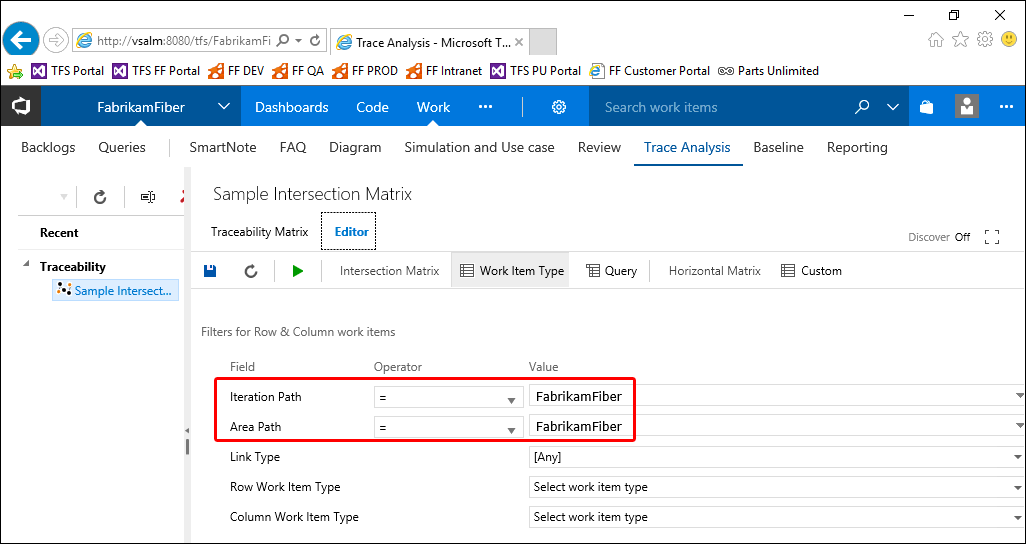 http://vsalm:8080/tfs/FabrikamFi
Trace Analysis - Microsoft T...
TFS Portal TFS FF Portal FF DEV FF QA FF PROD FF Intranet TFS PU Portal FF Customer Portal Parts Unlimited
FabrikamFiber Dashboards Code Work ... Search work items ...
Backlogs Queries SmartNote FAQ Diagram Simulation and Use case Review Trace Analysis Baseline Reporting
Sample Intersection Matrix
Recent
Traceability Matrix Editor
Discover Off
Traceability
Sample Intersect...
Intersection Matrix Work Item Type Query Horizontal Matrix Custom
Filters for Row & Column work items
Field Operator Value
Iteration Path = FabrikamFiber
Area Path = FabrikamFiber
Link Type [Any]
Row Work Item Type Select work item type
Column Work Item Type Select work item type